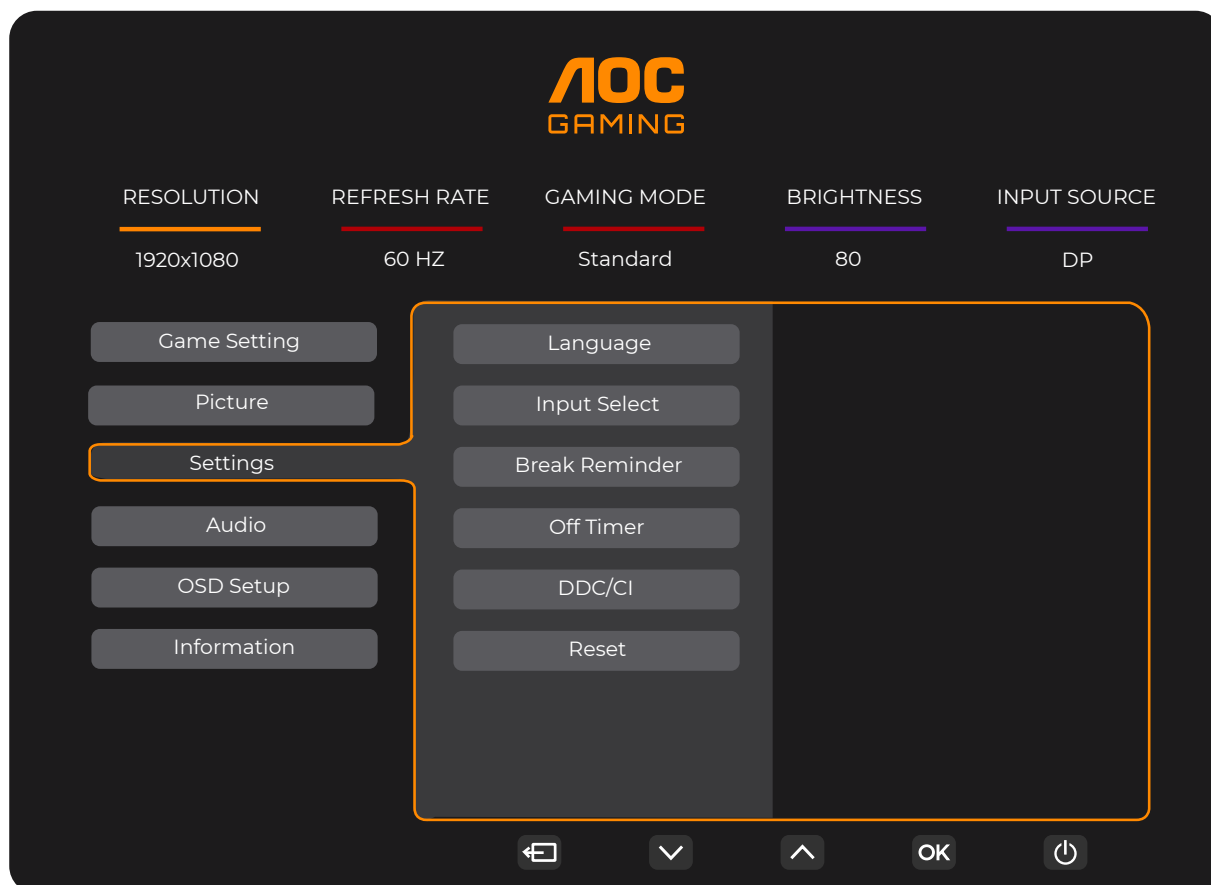 AOC
GAMING
RESOLUTION REFRESH RATE GAMING MODE BRIGHTNESS INPUT SOURCE
1920x1080 60 HZ Standard 80 DP
Game Setting
Picture
Settings
Audio
OSD Setup
Information
Language
Input Select
Break Reminder
Off Timer
DDC/CI
Reset
OK